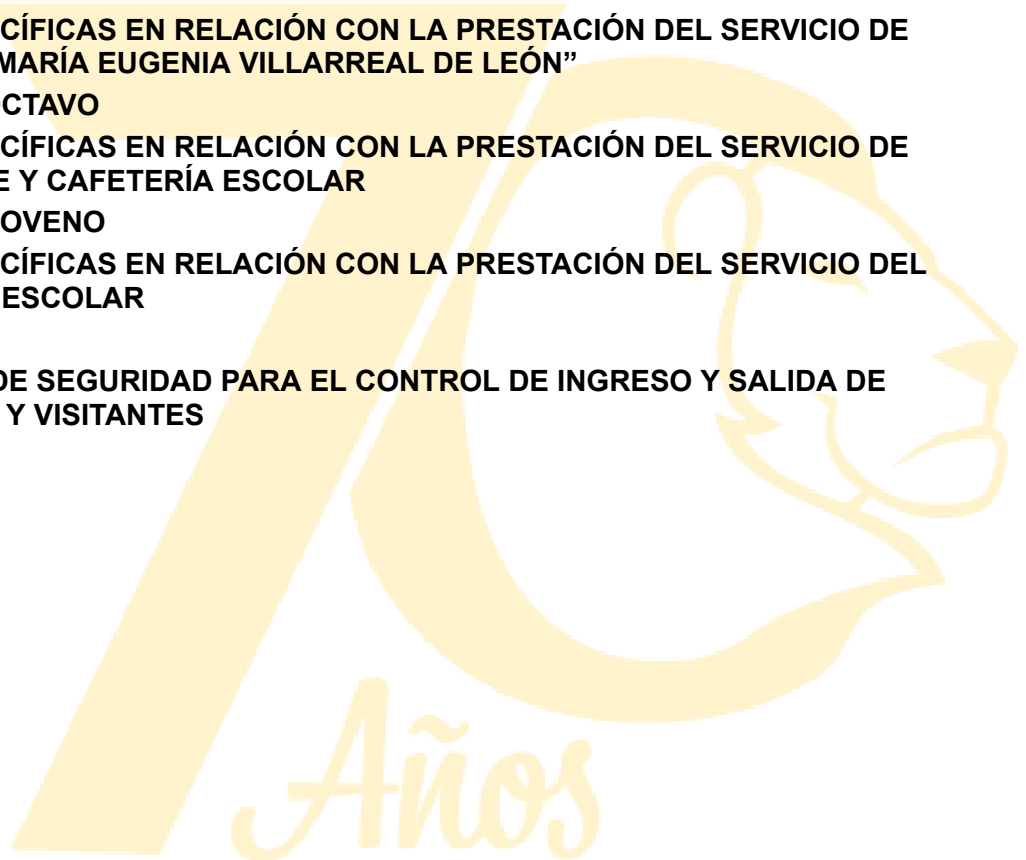 CÍFICAS EN RELACIÓN CON LA PRESTACIÓN DEL SERVICIO DE
MARÍA EUGENIA VILLARREAL DE LEÓN”
CTAVO
CÍFICAS EN RELACIÓN CON LA PRESTACIÓN DEL SERVICIO DE
E Y CAFETERÍA ESCOLAR
OVENO
CÍFICAS EN RELACIÓN CON LA PRESTACIÓN DEL SERVICIO DEL
ESCOLAR
DE SEGURIDAD PARA EL CONTROL DE INGRESO Y SALIDA DE
Y VISITANTES
70
Años